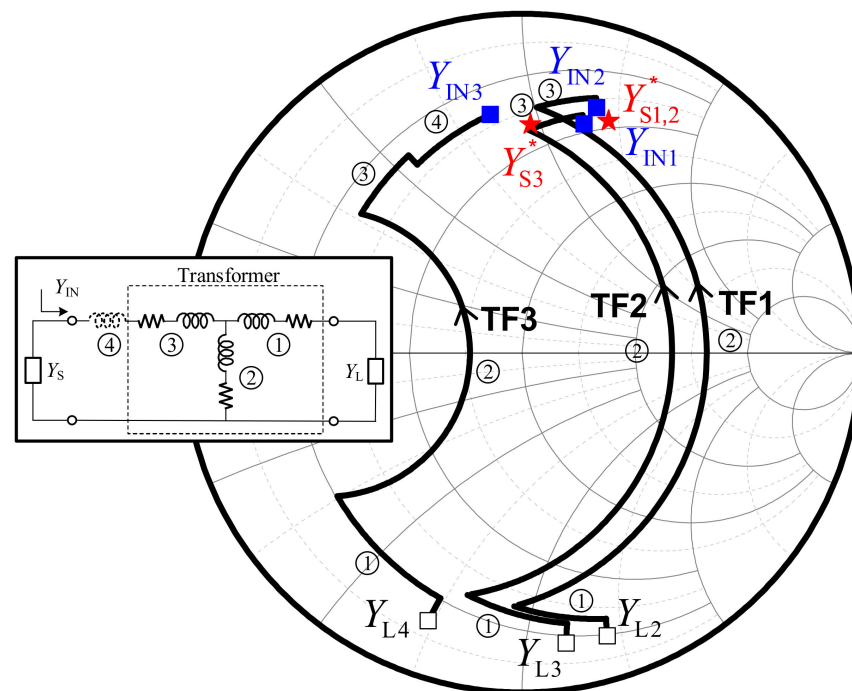 Y_IN3
Y_IN2
Y*_S1,2
③
③
④
Y_IN1
Y*_S3
③
Transformer
Y_IN
④
③
①
②
Y_S
Y_L
TF3
TF2
TF1
②
②
②
①
①
①
Y_L4
Y_L3
Y_L2